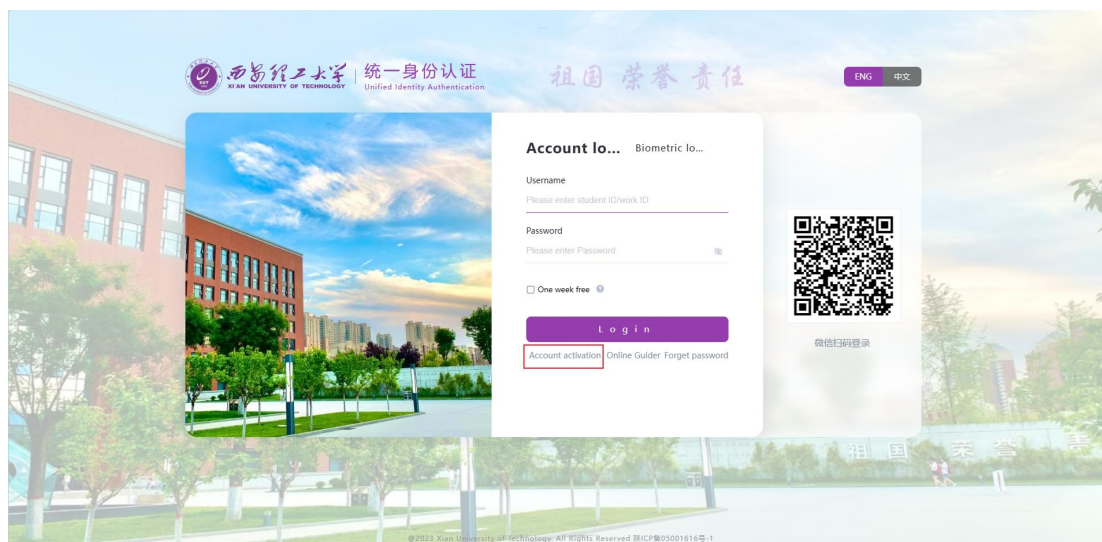 西安理工大学
XI'AN UNIVERSITY OF TECHNOLOGY
统一身份认证
Unified Identity Authentication
祖国 荣誉 责任
ENG 中文
Account lo... Biometric lo...
Username
Please enter student ID/work ID
Password
Please enter Password
One week free
Login
Account activation Online Guider Forget password
微信扫码登录
祖国 荣誉 责
@2023 Xian University of Technology. All Rights Reserved 陕ICP备05001616号-1